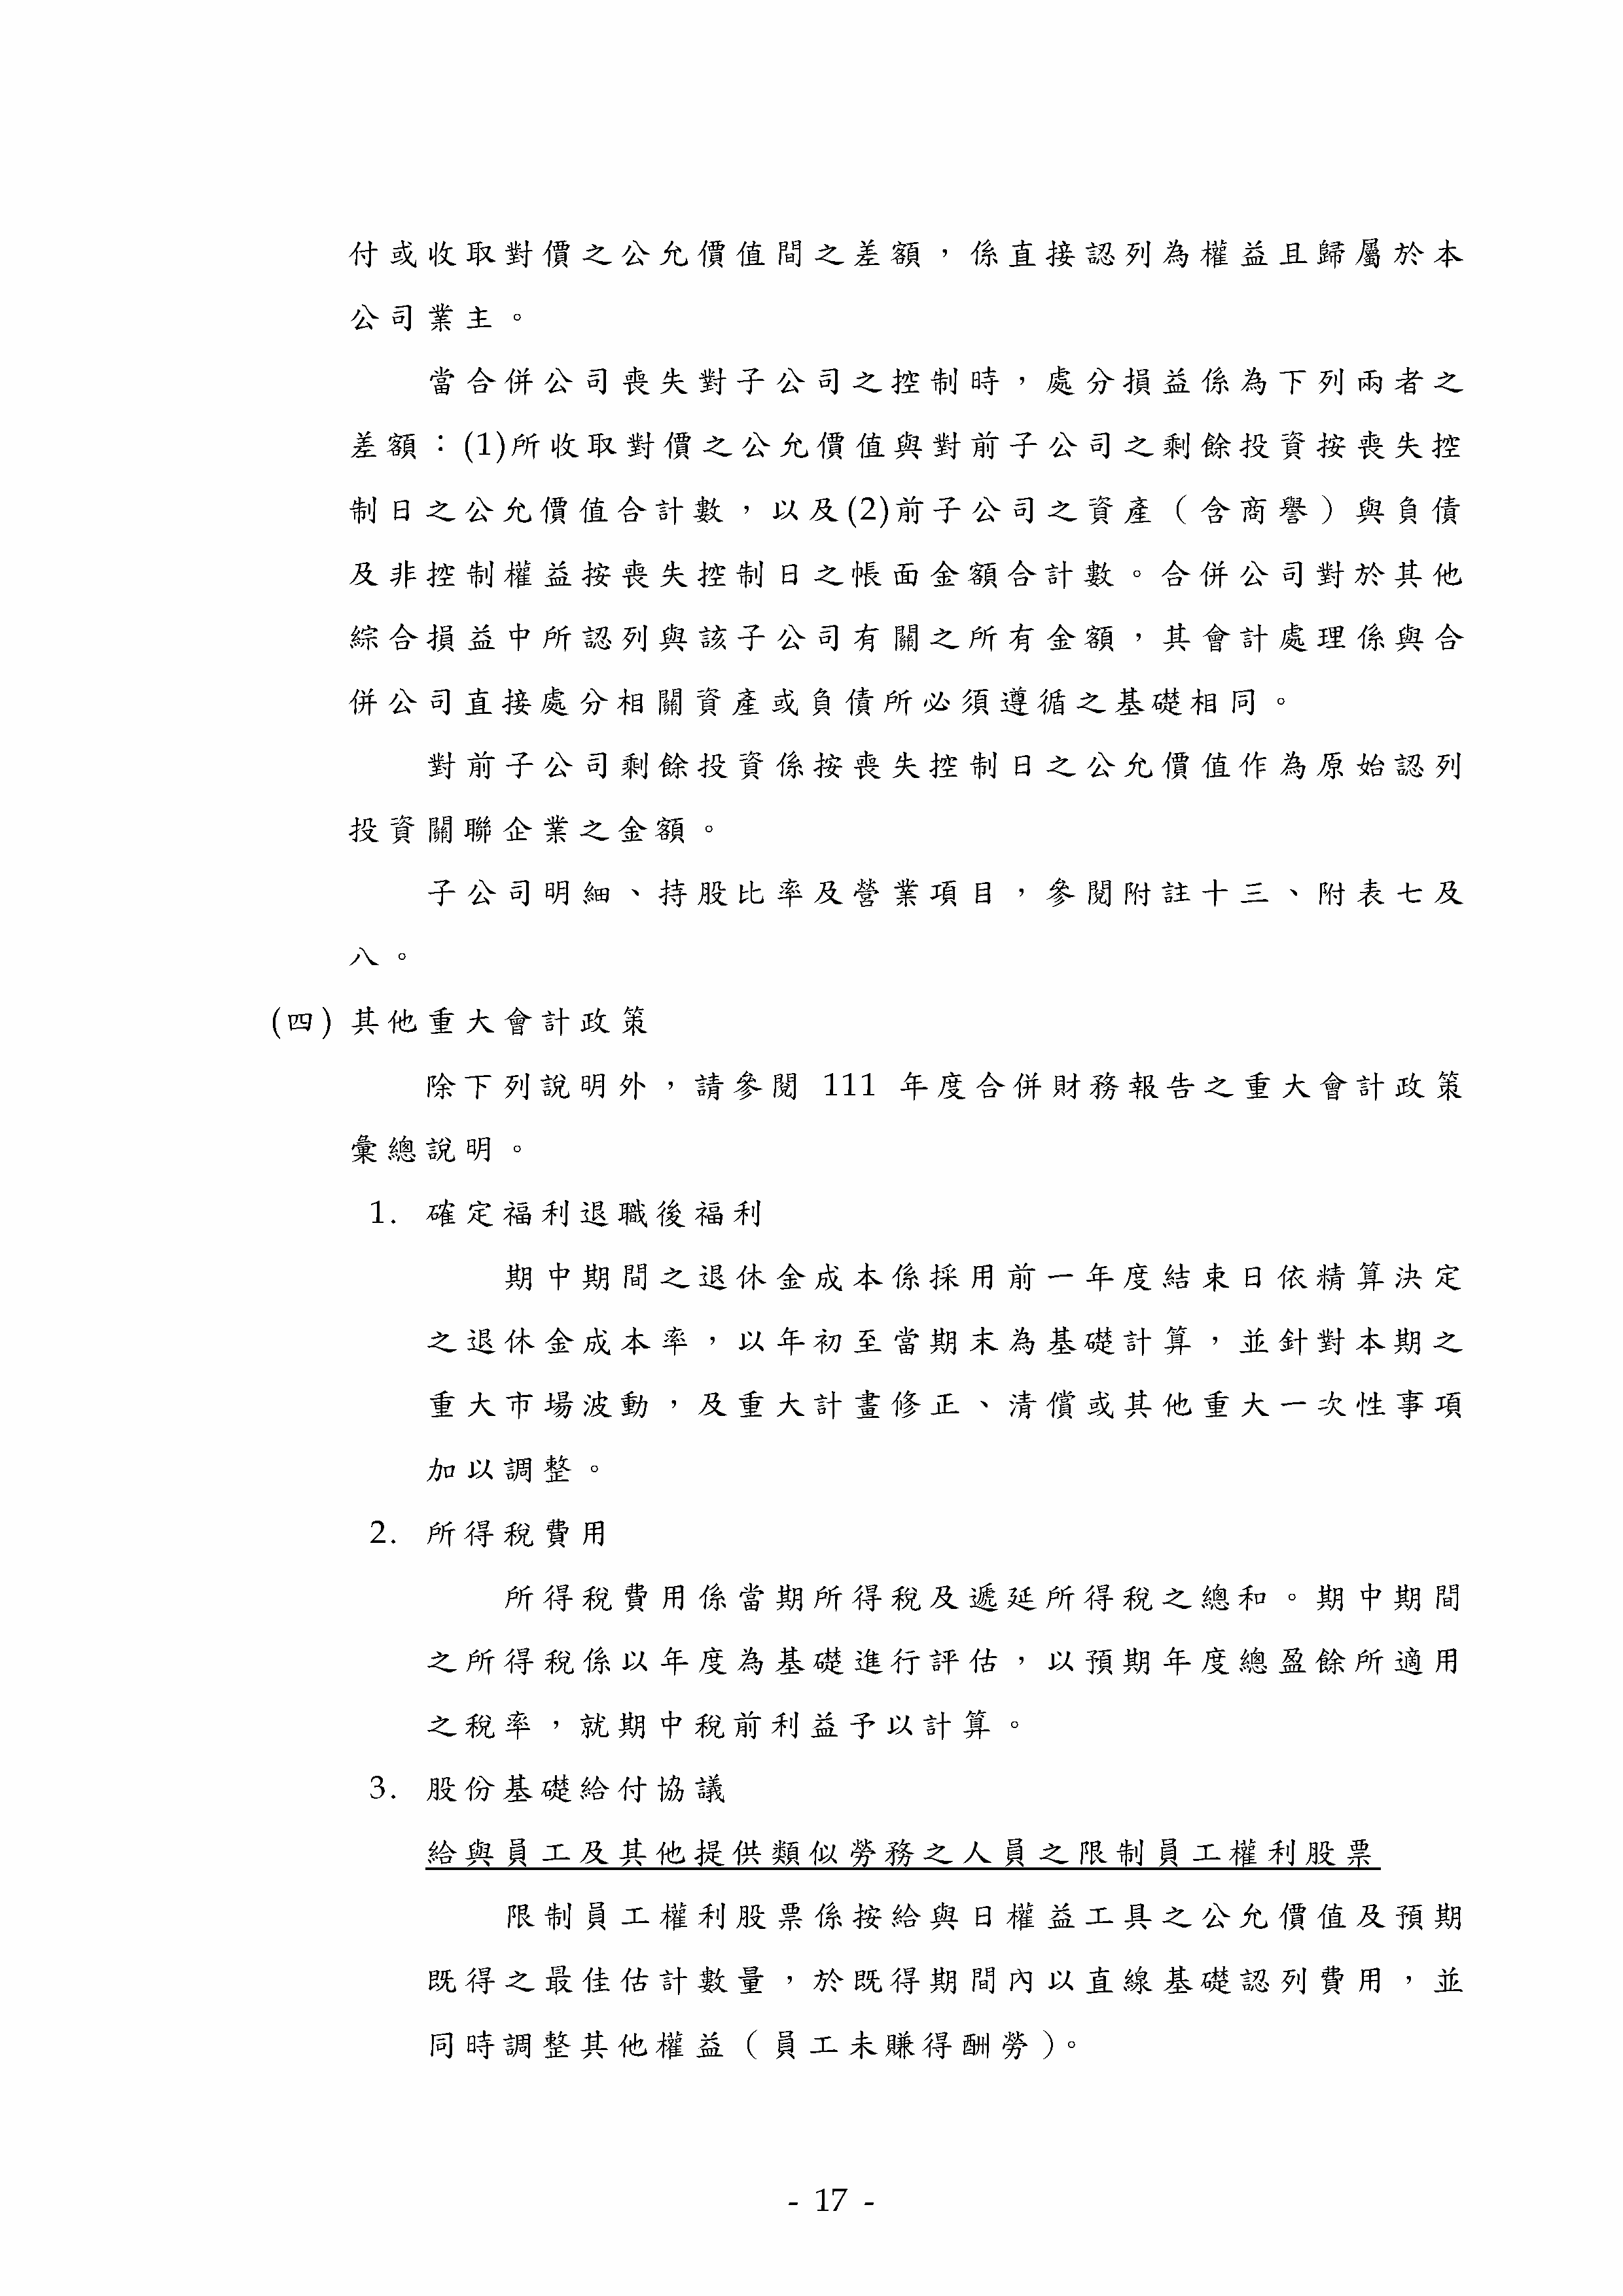 付或收取對價之公允價值間之差額，係直接認列為權益且歸屬於本
公司業主。
當合併公司喪失對子公司之控制時，處分損益係為下列兩者之
差額：(1)所收取對價之公允價值與對前子公司之剩餘投資按喪失控
制日之公允價值合計數，以及(2)前子公司之資產（含商譽）與負債
及非控制權益按喪失控制日之帳面金額合計數。合併公司對於其他
綜合損益中所認列與該子公司有關之所有金額，其會計處理係與合
併公司直接處分相關資產或負債所必須遵循之基礎相同。
對前子公司剩餘投資係按喪失控制日之公允價值作為原始認列
投資關聯企業之金額。
子公司明細、持股比率及營業項目，參閱附註十三、附表七及
八。
(四) 其他重大會計政策
除下列說明外，請參閱 111 年度合併財務報告之重大會計政策
彙總說明。
1. 確定福利退職後福利
期中期間之退休金成本係採用前一年度結束日依精算決定
之退休金成本率，以年初至當期末為基礎計算，並針對本期之
重大市場波動，及重大計畫修正、清償或其他重大一次性事項
加以調整。
2. 所得稅費用
所得稅費用係當期所得稅及遞延所得稅之總和。期中期間
之所得稅係以年度為基礎進行評估，以預期年度總盈餘所適用
之稅率，就期中稅前利益予以計算。
3. 股份基礎給付協議
給與員工及其他提供類似勞務之人員之限制員工權利股票
限制員工權利股票係按給與日權益工具之公允價值及預期
既得之最佳估計數量，於既得期間內以直線基礎認列費用，並
同時調整其他權益（員工未賺得酬勞）。
- 17 -